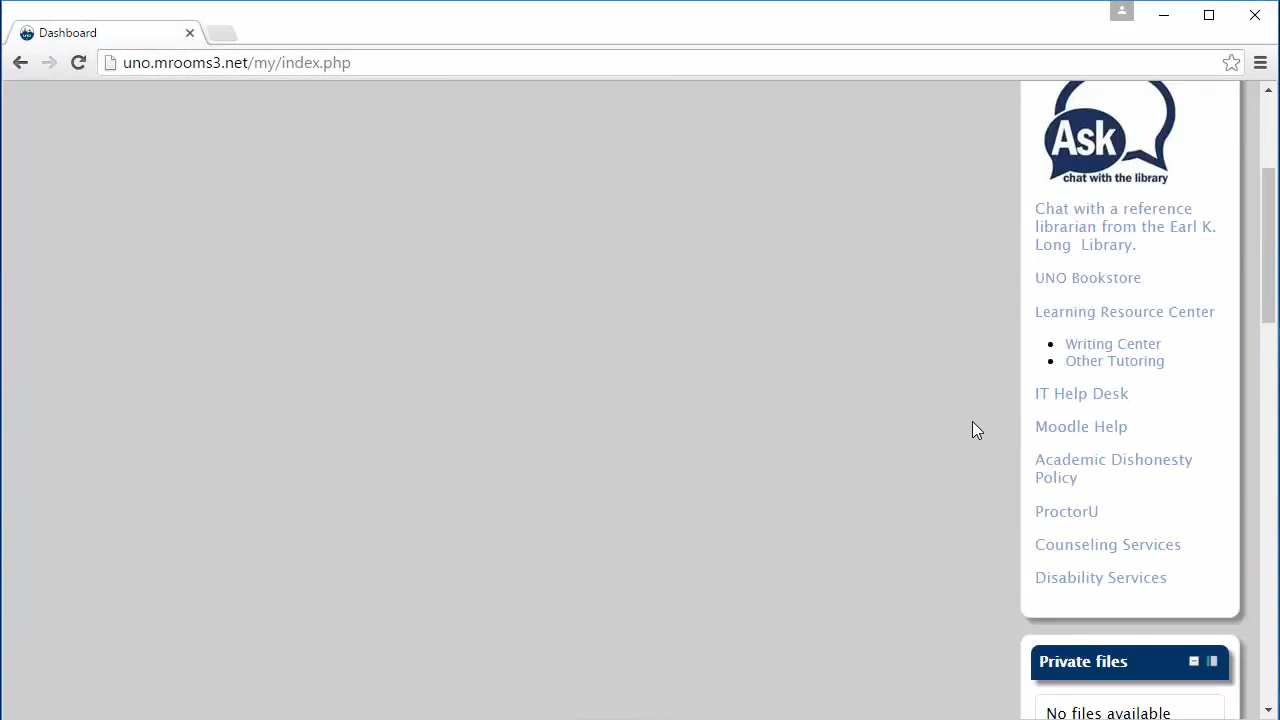 Dashboard
uno.mrooms3.net/my/index.php
Ask
chat with the library
Chat with a reference
librarian from the Earl K.
Long Library.
UNO Bookstore
Learning Resource Center
Writing Center
Other Tutoring
IT Help Desk
Moodle Help
Academic Dishonesty
Policy
ProctorU
Counseling Services
Disability Services
Private files
No files available